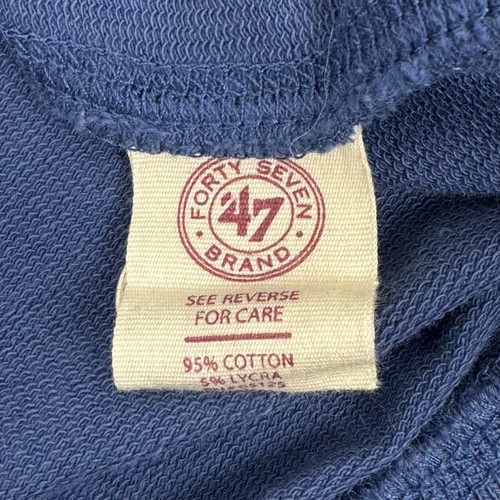 FORTY SEVEN
'47
BRAND
SEE REVERSE
FOR CARE
95% COTTON
5% LYCRA